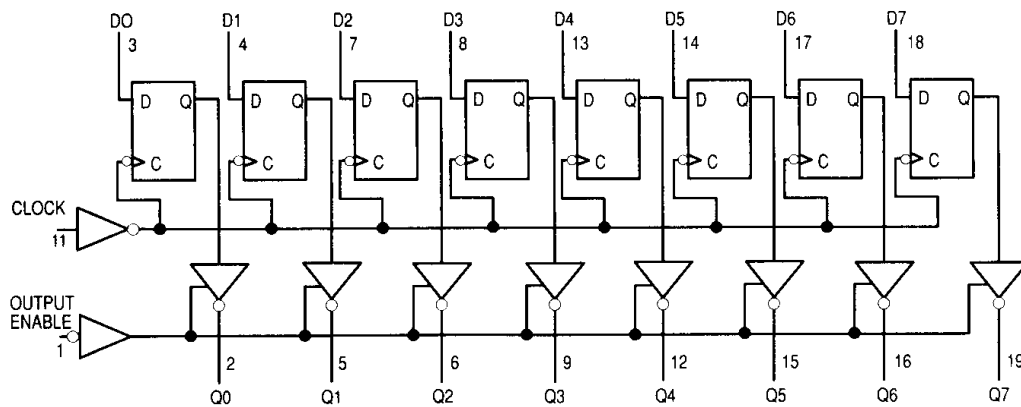 DO D1 D2 D3 D4 D5 D6 D7
3 4 7 8 13 14 17 18
D Q D Q D Q D Q D Q D Q D Q D Q
C C C C C C C C
CLOCK
11
OUTPUT
ENABLE
1
2 5 6 9 12 15 16 19
Q0 Q1 Q2 Q3 Q4 Q5 Q6 Q7